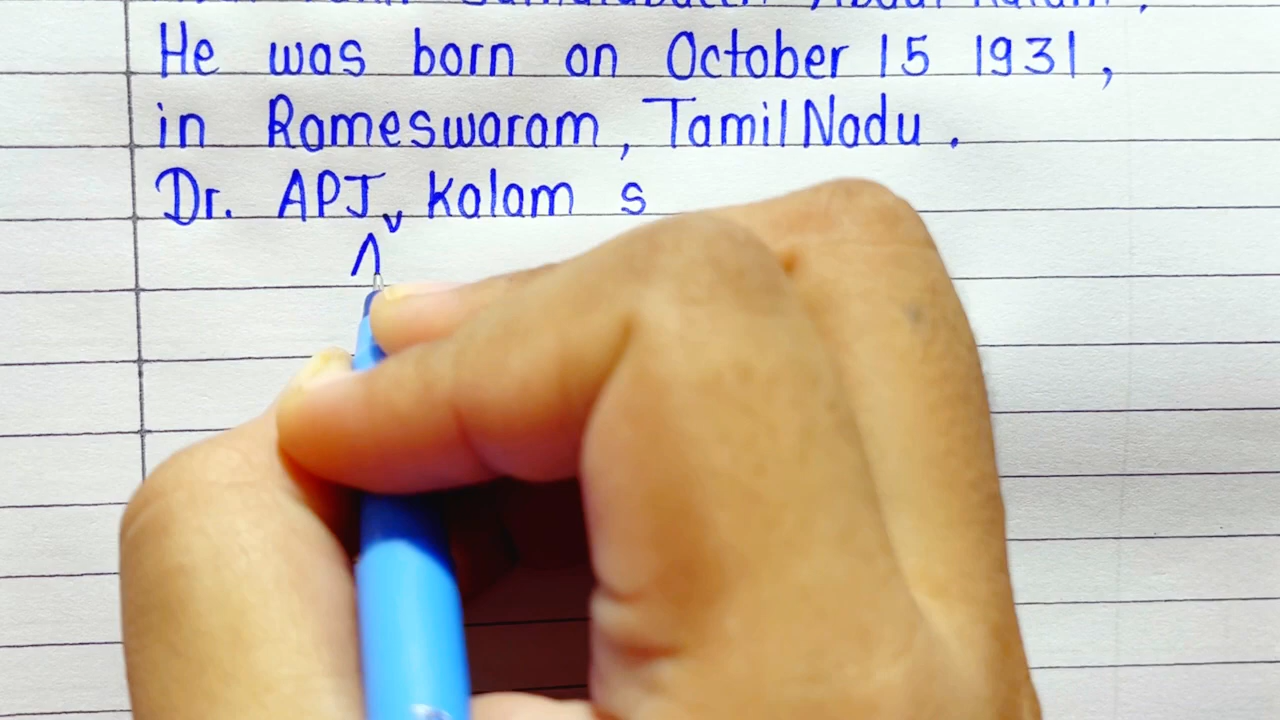 He was born on October 15 1931,
in Rameswaram, Tamil Nadu.
Dr. APJ Kalam s